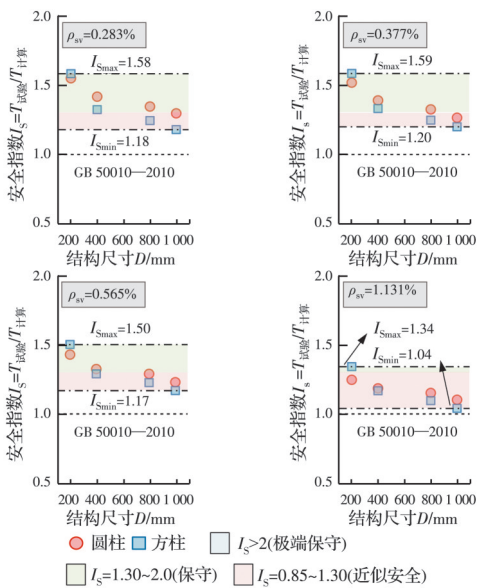 ρsv=0.283%
安全指数IS=T试验/T计算
2.0
1.5
1.0
0.5
ISmax=1.58
ISmin=1.18
GB 50010—2010
200 400 600 800 1 000
结构尺寸D/mm
ρsv=0.377%
安全指数Is=T试验/T计算
2.0
1.5
1.0
0.5
ISmax=1.59
ISmin=1.20
GB 50010—2010
200 400 600 800 1 000
结构尺寸D/mm
ρsv=0.565%
安全指数Is=T试验/T计算
2.0
1.5
1.0
0.5
ISmax=1.50
ISmin=1.17
GB 50010—2010
200 400 600 800 1 000
结构尺寸D/mm
ρsv=1.131%
安全指数Is=T试验/T计算
2.0
1.5
1.0
0.5
ISmax=1.34
ISmin=1.04
GB 50010—2010
200 400 600 800 1 000
结构尺寸D/mm
圆柱 方柱 IS>2(极端保守)
IS=1.30~2.0(保守) IS=0.85~1.30(近似安全)